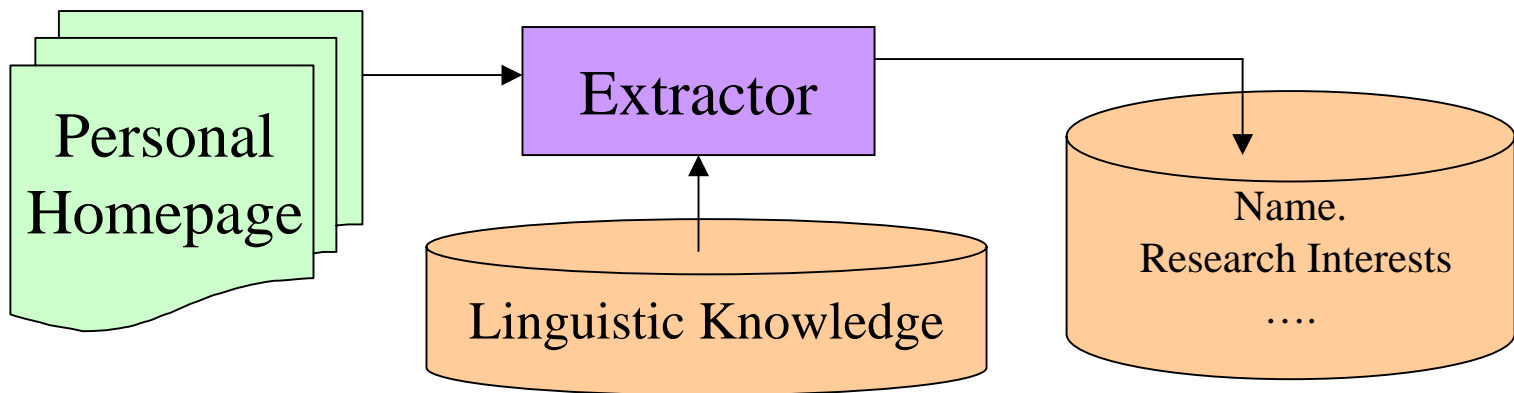 Personal
Homepage
Extractor
Linguistic Knowledge
Name.
Research Interests
….